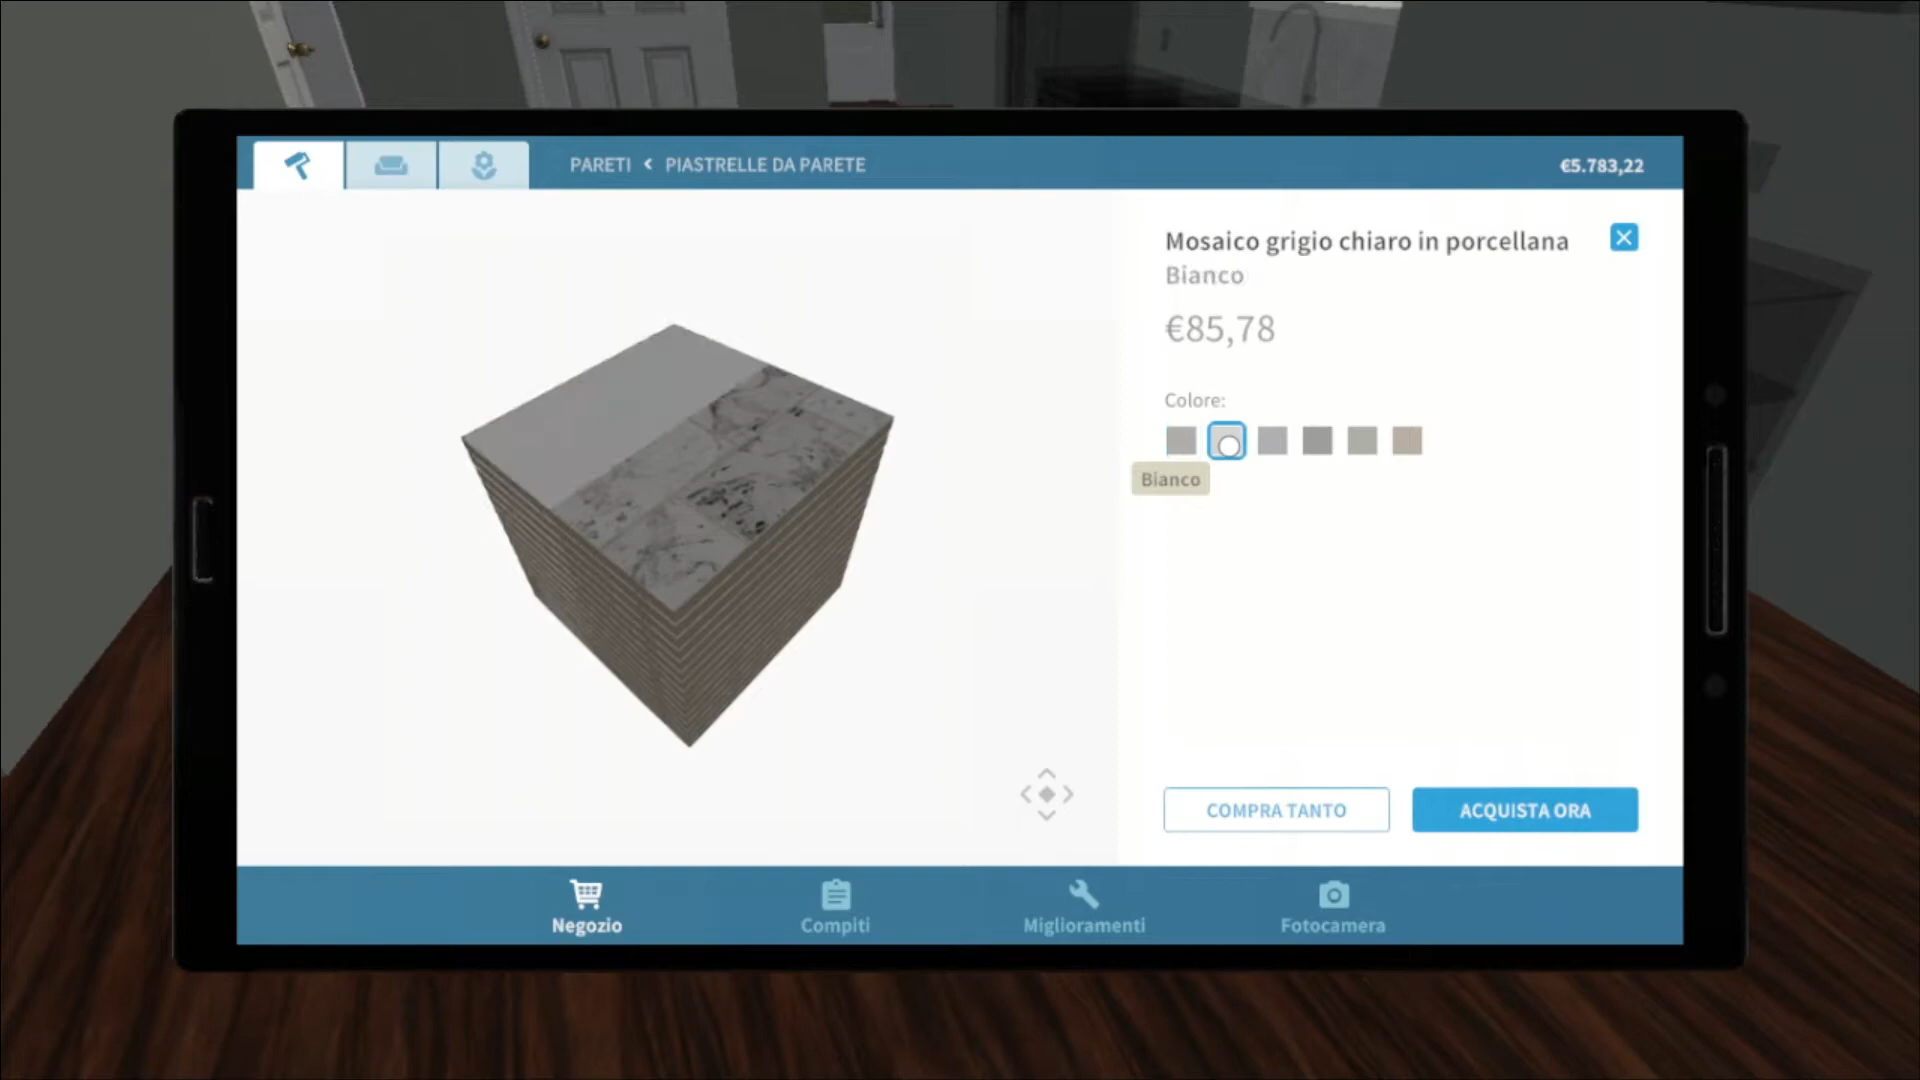 PARETI < PIASTRELLE DA PARETE
€5.783,22
Mosaico grigio chiaro in porcellana
Bianco
€85,78
Colore:
Bianco
COMPRA TANTO
ACQUISTA ORA
Negozio
Compiti
Miglioramenti
Fotocamera